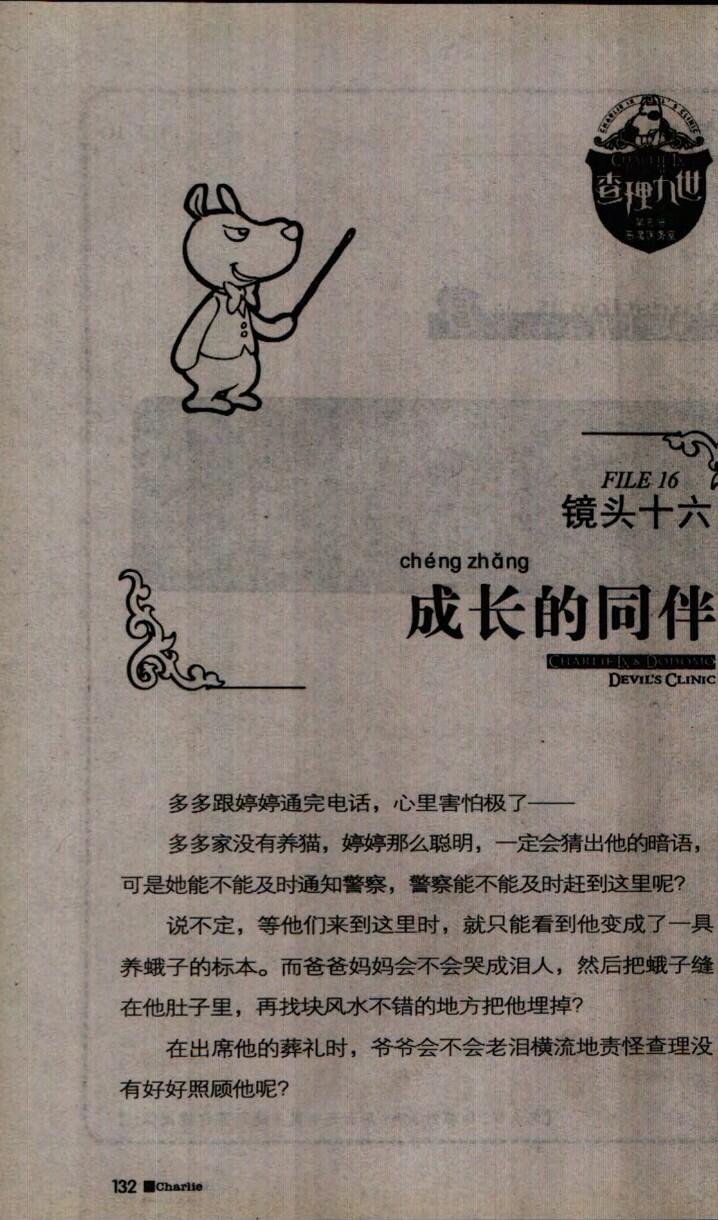 CHARLIE IX
查理九世
FILE 16
镜头十六
chéng zhǎng
成长的同伴
CHARLIE IX & DODOMO
DEVIL'S CLINIC
多多跟婷婷通完电话，心里害怕极了——
多多家没有养猫，婷婷那么聪明，一定会猜出他的暗语，
可是她能不能及时通知警察，警察能不能及时赶到这里呢？
说不定，等他们来到这里时，就只能看到他变成了一具
养蛾子的标本。而爸爸妈妈会不会哭成泪人，然后把蛾子缝
在他肚子里，再找块风水不错的地方把他埋掉？
在出席他的葬礼时，爷爷会不会老泪横流地责怪查理没
有好好照顾他呢？
132 ■Charlie